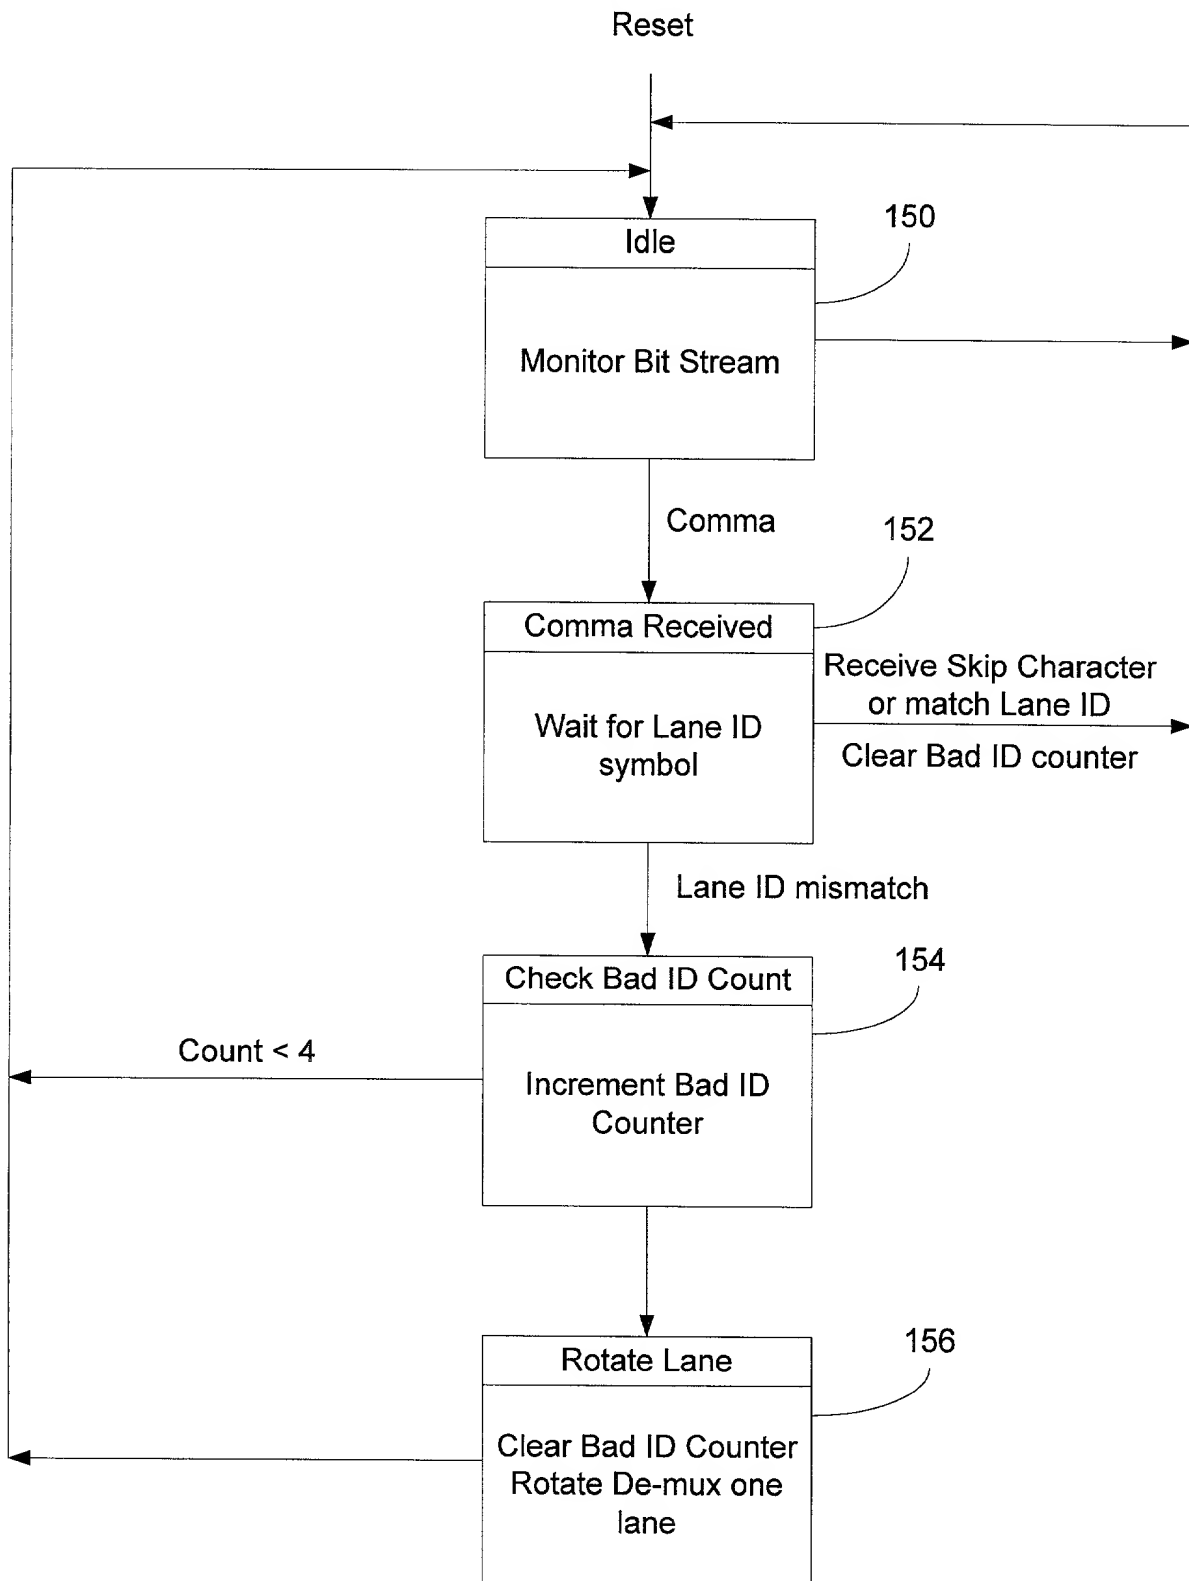 Reset
150
Idle
Monitor Bit Stream
Comma
152
Comma Received
Wait for Lane ID
symbol
Receive Skip Character
or match Lane ID
Clear Bad ID counter
Lane ID mismatch
154
Check Bad ID Count
Increment Bad ID
Counter
Count < 4
156
Rotate Lane
Clear Bad ID Counter
Rotate De-mux one
lane